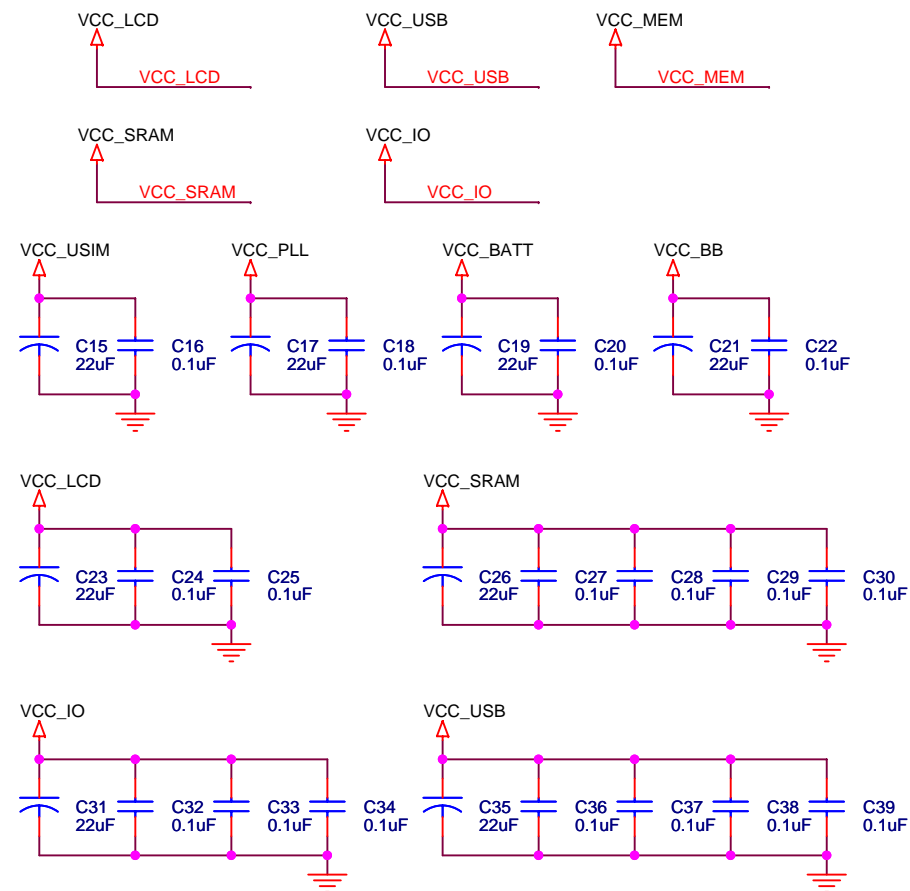 VCC_LCD VCC_USB VCC_MEM
VCC_LCD VCC_USB VCC_MEM
VCC_SRAM VCC_IO
VCC_SRAM VCC_IO
VCC_USIM VCC_PLL VCC_BATT VCC_BB
C15 C16 C17 C18 C19 C20 C21 C22
22uF 0.1uF 22uF 0.1uF 22uF 0.1uF 22uF 0.1uF
VCC_LCD VCC_SRAM
C23 C24 C25 C26 C27 C28 C29 C30
22uF 0.1uF 0.1uF 22uF 0.1uF 0.1uF 0.1uF 0.1uF
VCC_IO VCC_USB
C31 C32 C33 C34 C35 C36 C37 C38 C39
22uF 0.1uF 0.1uF 0.1uF 22uF 0.1uF 0.1uF 0.1uF 0.1uF